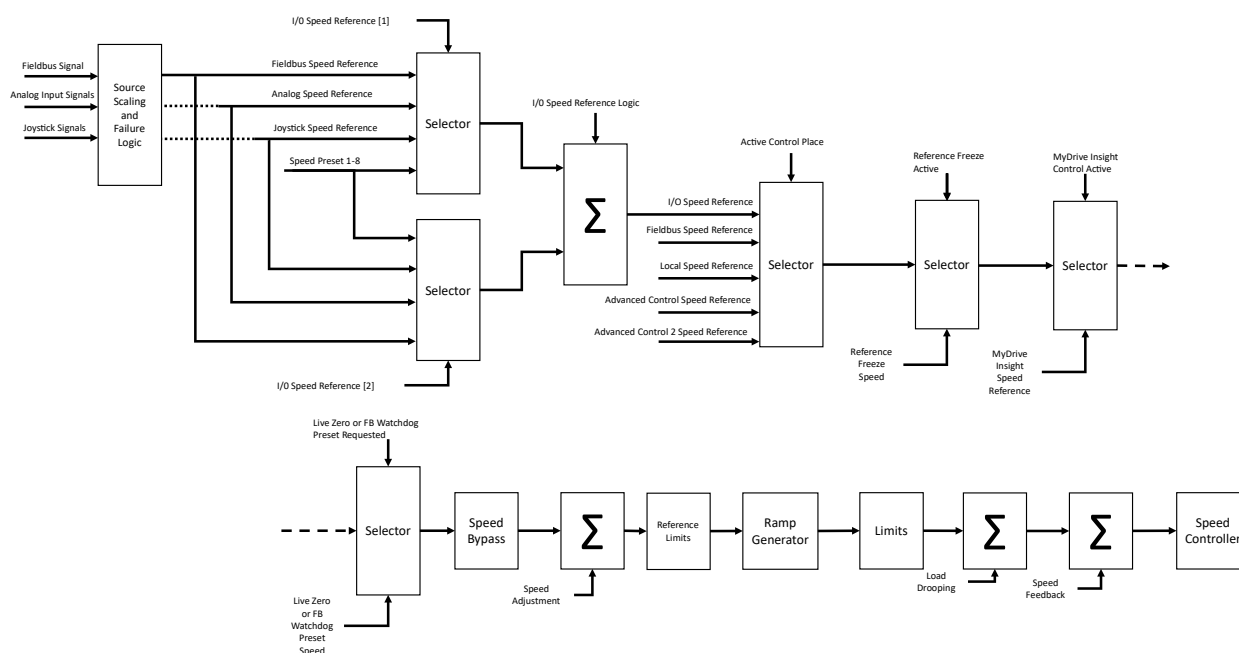 I/0 Speed Reference [1]
Fieldbus Signal
Analog Input Signals
Joystick Signals
Source
Scaling
and
Failure
Logic
Fieldbus Speed Reference
Analog Speed Reference
Joystick Speed Reference
Speed Preset 1-8
Selector
Selector
I/0 Speed Reference [2]
I/0 Speed Reference Logic
Σ
Active Control Place
I/O Speed Reference
Fieldbus Speed Reference
Local Speed Reference
Advanced Control Speed Reference
Advanced Control 2 Speed Reference
Selector
Reference Freeze
Active
Selector
Reference
Freeze
Speed
MyDrive Insight
Control Active
Selector
MyDrive
Insight
Speed
Reference
Live Zero or FB Watchdog
Preset Requested
Selector
Live Zero
or FB
Watchdog
Preset
Speed
Speed
Bypass
Σ
Speed
Adjustment
Reference
Limits
Ramp
Generator
Limits
Σ
Load
Drooping
Σ
Speed
Feedback
Speed
Controller